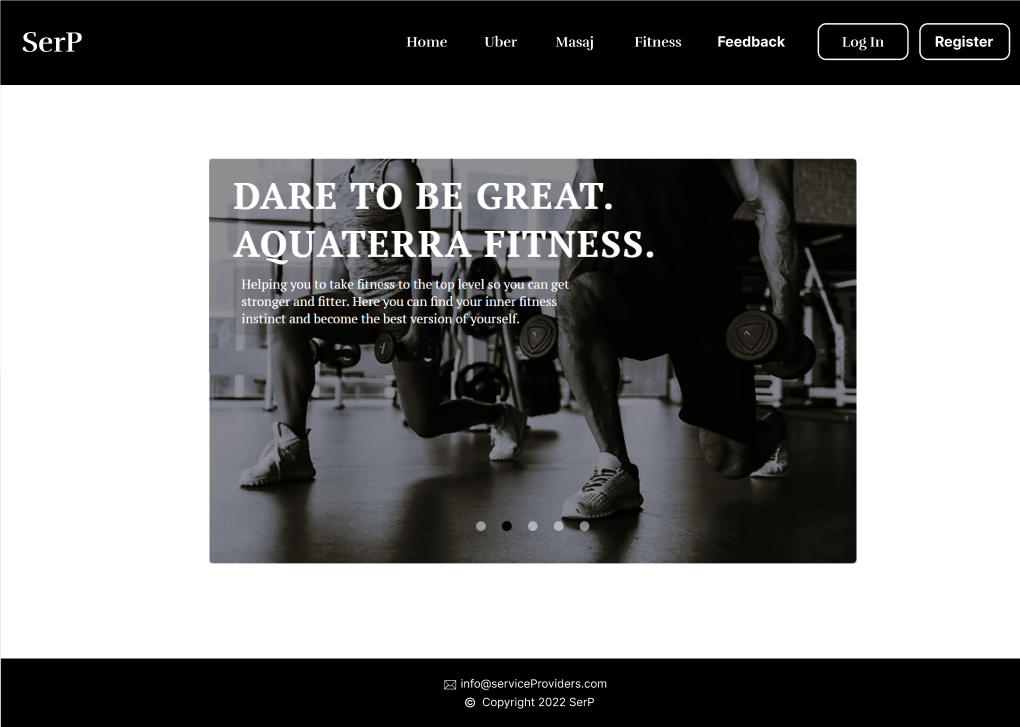 SerP
Home Uber Masaj Fitness Feedback Log In Register
DARE TO BE GREAT.
AQUATERRA FITNESS.
Helping you to take fitness to the top level so you can get
stronger and fitter. Here you can find your inner fitness
instinct and become the best version of yourself.
info@serviceProviders.com
© Copyright 2022 SerP